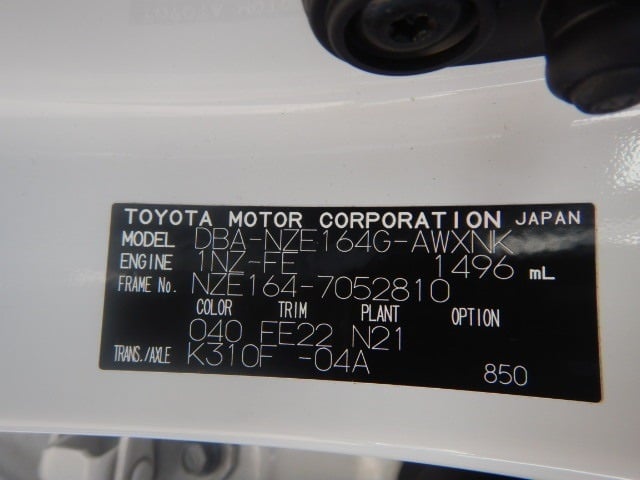 TOYOTA MOTOR CORPORATION JAPAN
MODEL DBA-NZE164G-AWXNK
ENGINE 1NZ-FE 1496 mL
FRAME No. NZE164-7052810
COLOR TRIM PLANT OPTION
040 FE22 N21
TRANS./AXLE K310F -04A
850